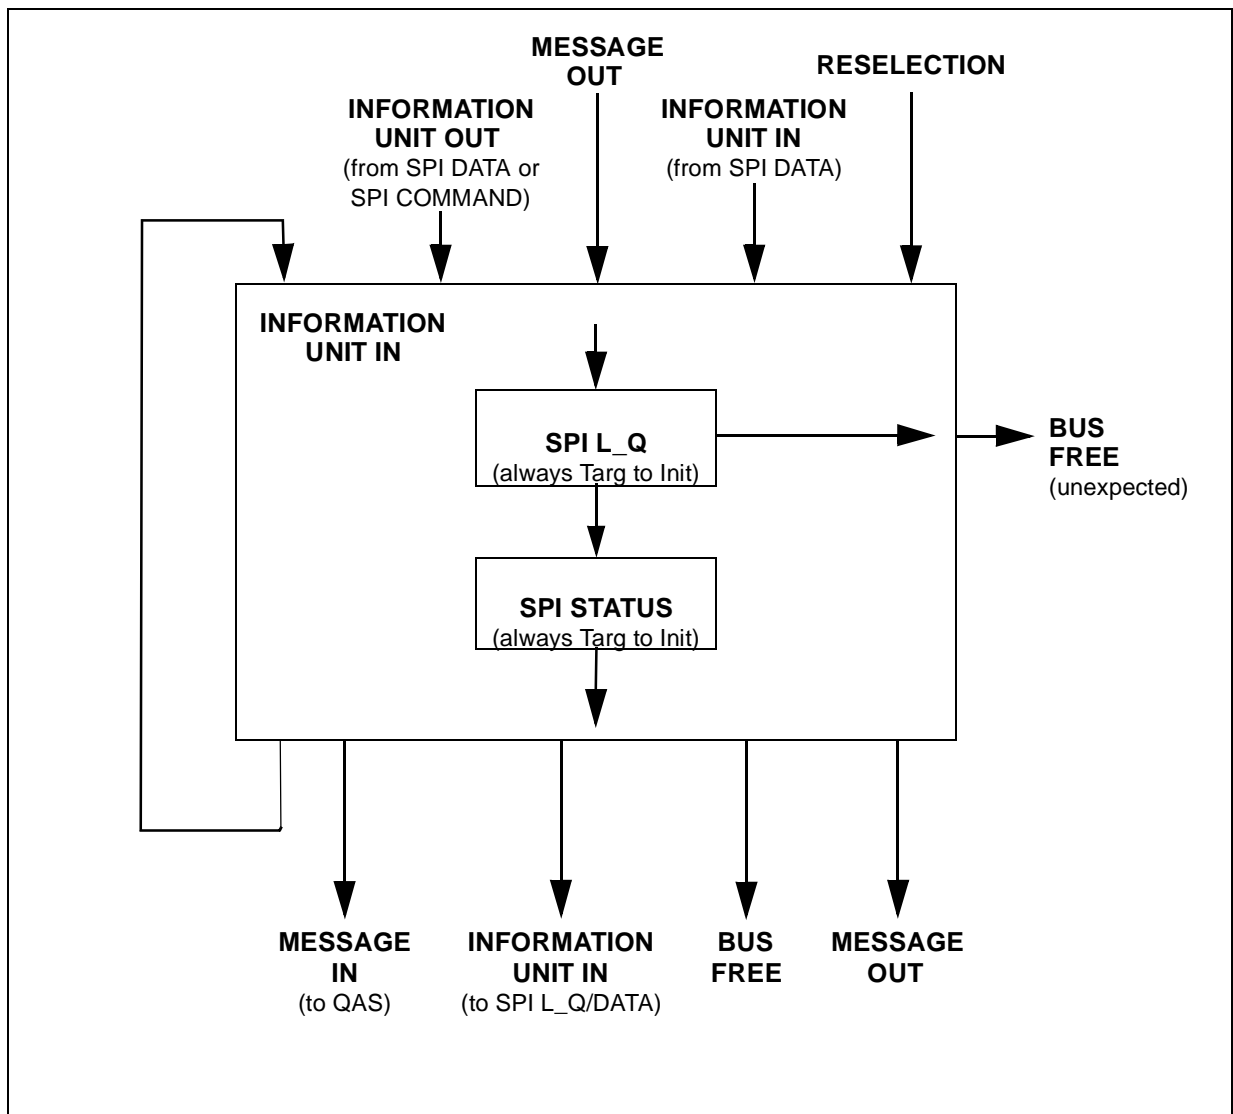 MESSAGE
OUT
RESELECTION
INFORMATION
UNIT OUT
(from SPI DATA or
SPI COMMAND)
INFORMATION
UNIT IN
(from SPI DATA)
INFORMATION
UNIT IN
SPI L_Q
(always Targ to Init)
BUS
FREE
(unexpected)
SPI STATUS
(always Targ to Init)
MESSAGE
IN
(to QAS)
INFORMATION
UNIT IN
(to SPI L_Q/DATA)
BUS
FREE
MESSAGE
OUT